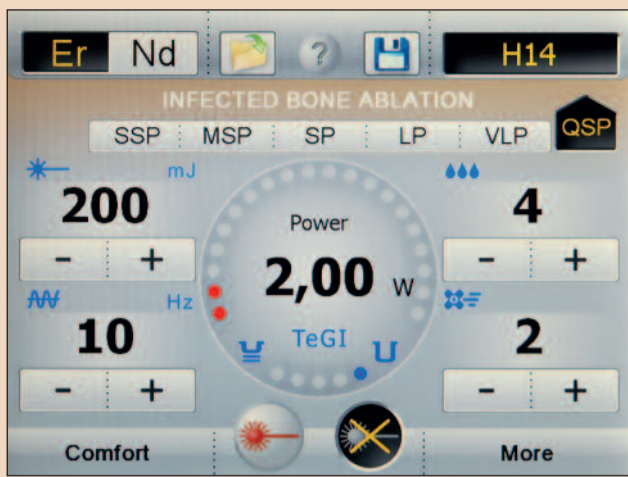 Er Nd ? H14
INFECTED BONE ABLATION
SSP MSP SP LP VLP QSP
mJ
200 Power 4
- + 2,00 W - +
Hz TeGI
10 2
- + - +
Comfort More